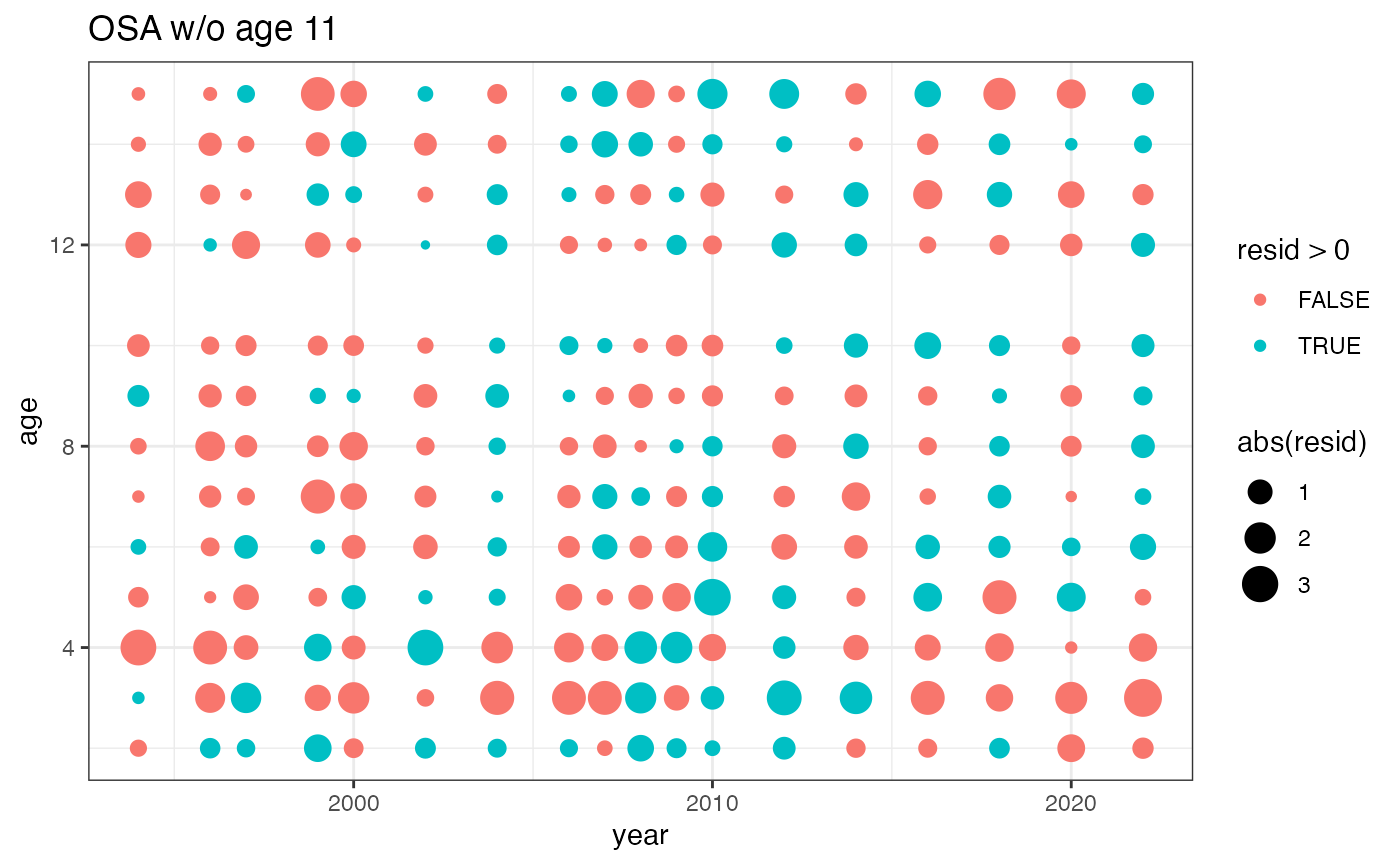 OSA w/o age 11
12
8
4
age
2000
2010
2020
year
resid > 0
FALSE
TRUE
abs(resid)
1
2
3